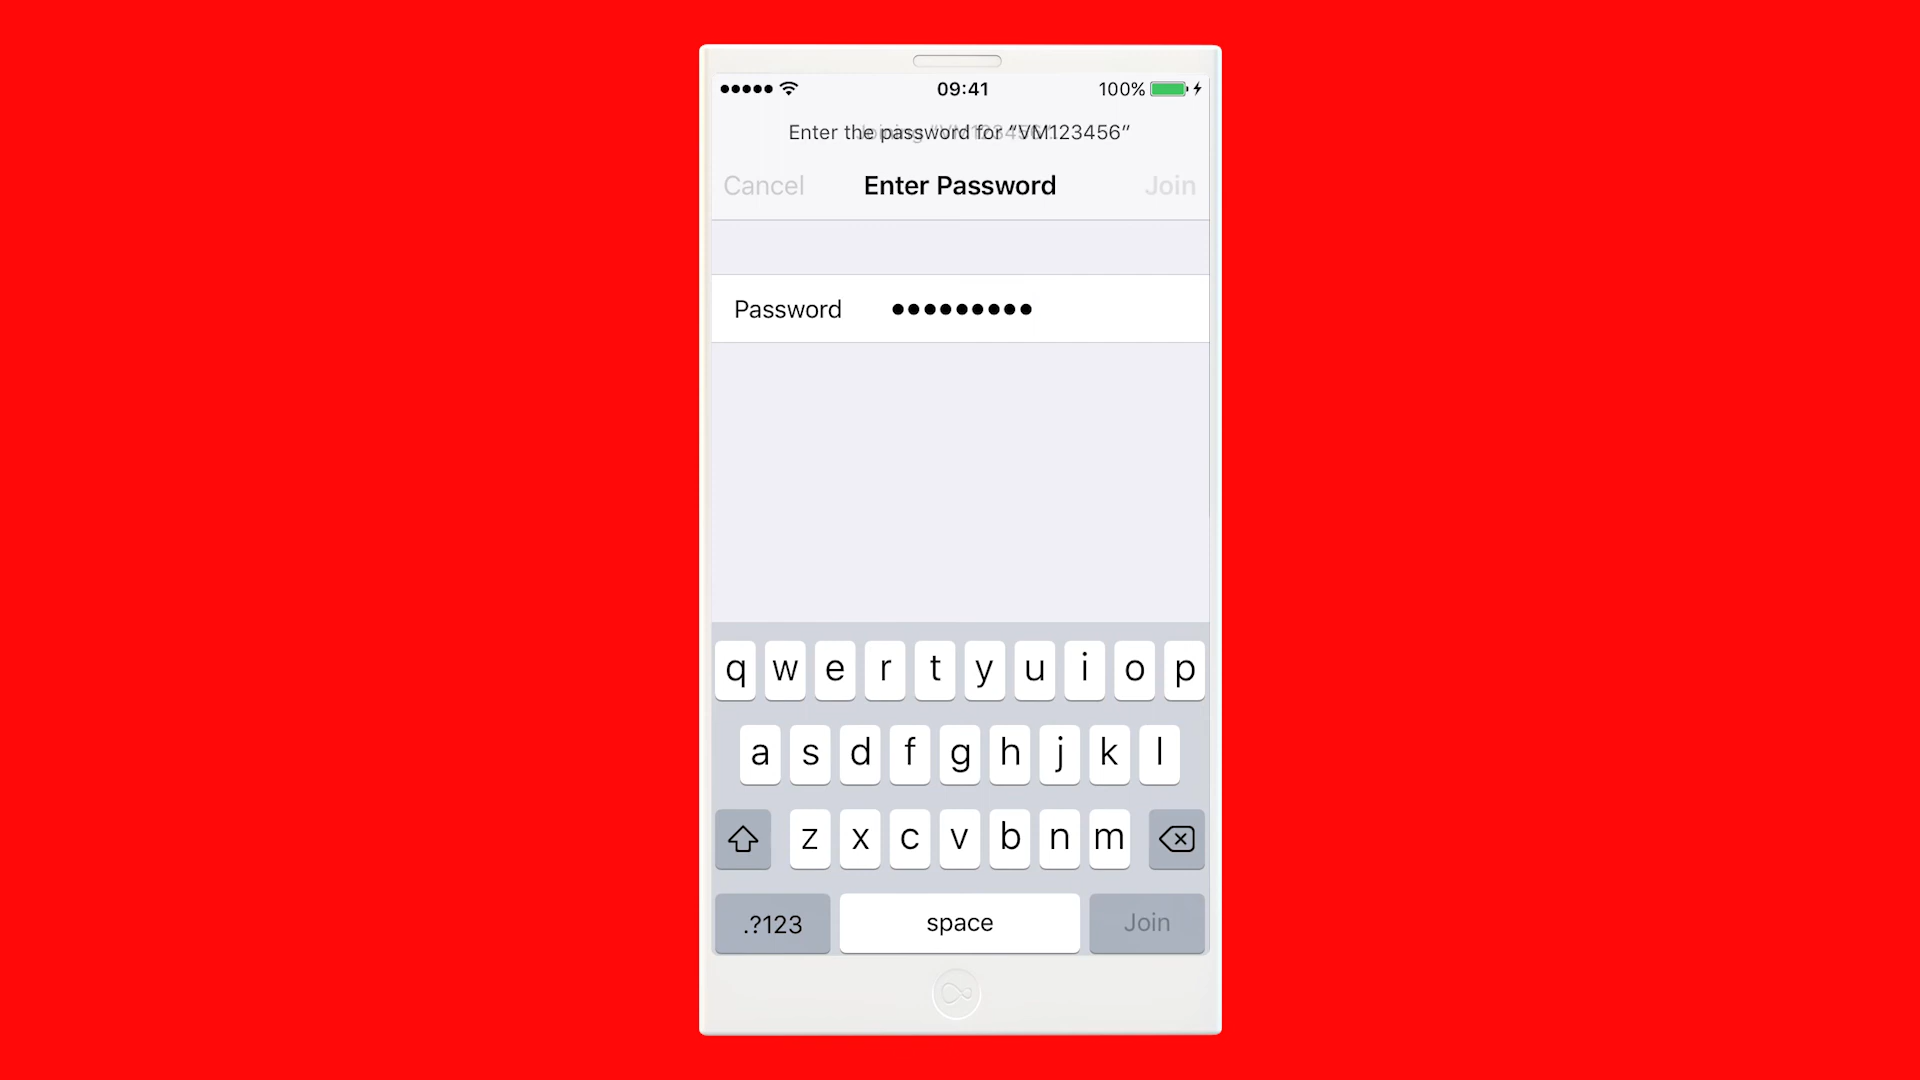 09:41 100%
Enter the password for “VM123456”
Cancel Enter Password Join
Password ●●●●●●●●●
q w e r t y u i o p
a s d f g h j k l
z x c v b n m
.?123 space Join